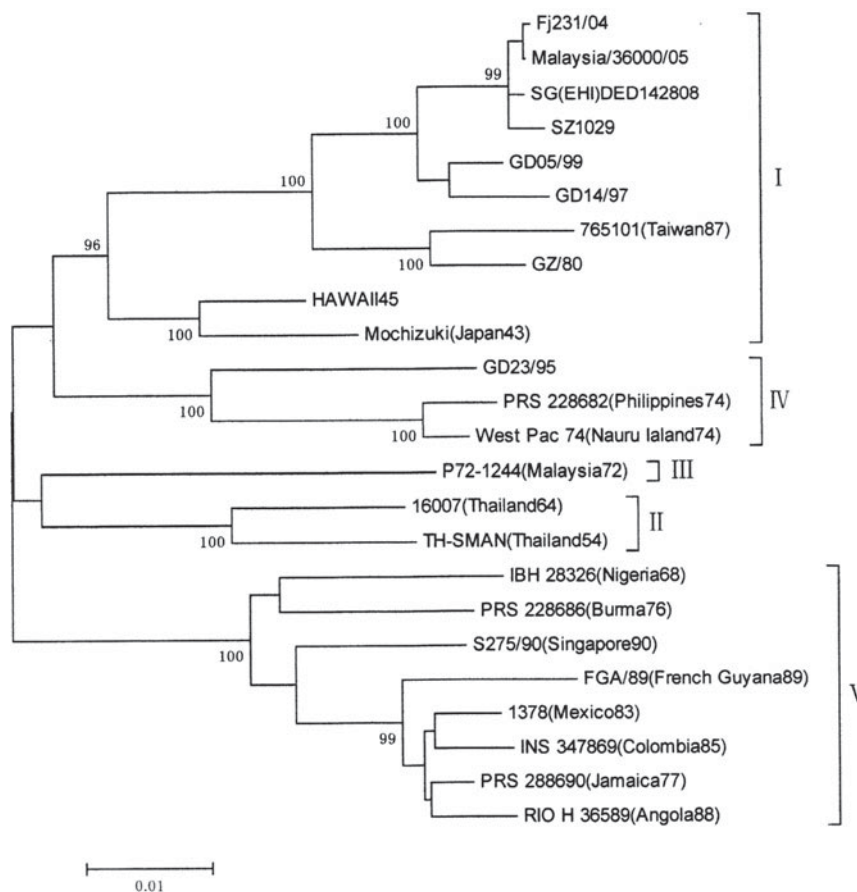 Fj231/04
Malaysia/36000/05
99
SG(EHI)DED142808
SZ1029
100
GD05/99
I
100
GD14/97
765101(Taiwan87)
96
100
GZ/80
HAWAII45
100
Mochizuki(Japan43)
GD23/95
PRS 228682(Philippines74)
IV
100
100
West Pac 74(Nauru Ialand74)
P72-1244(Malaysia72)
III
16007(Thailand64)
II
100
TH-SMAN(Thailand54)
IBH 28326(Nigeria68)
PRS 228686(Burma76)
100
S275/90(Singapore90)
FGA/89(French Guyana89)
V
1378(Mexico83)
99
INS 347869(Colombia85)
PRS 288690(Jamaica77)
RIO H 36589(Angola88)
0.01